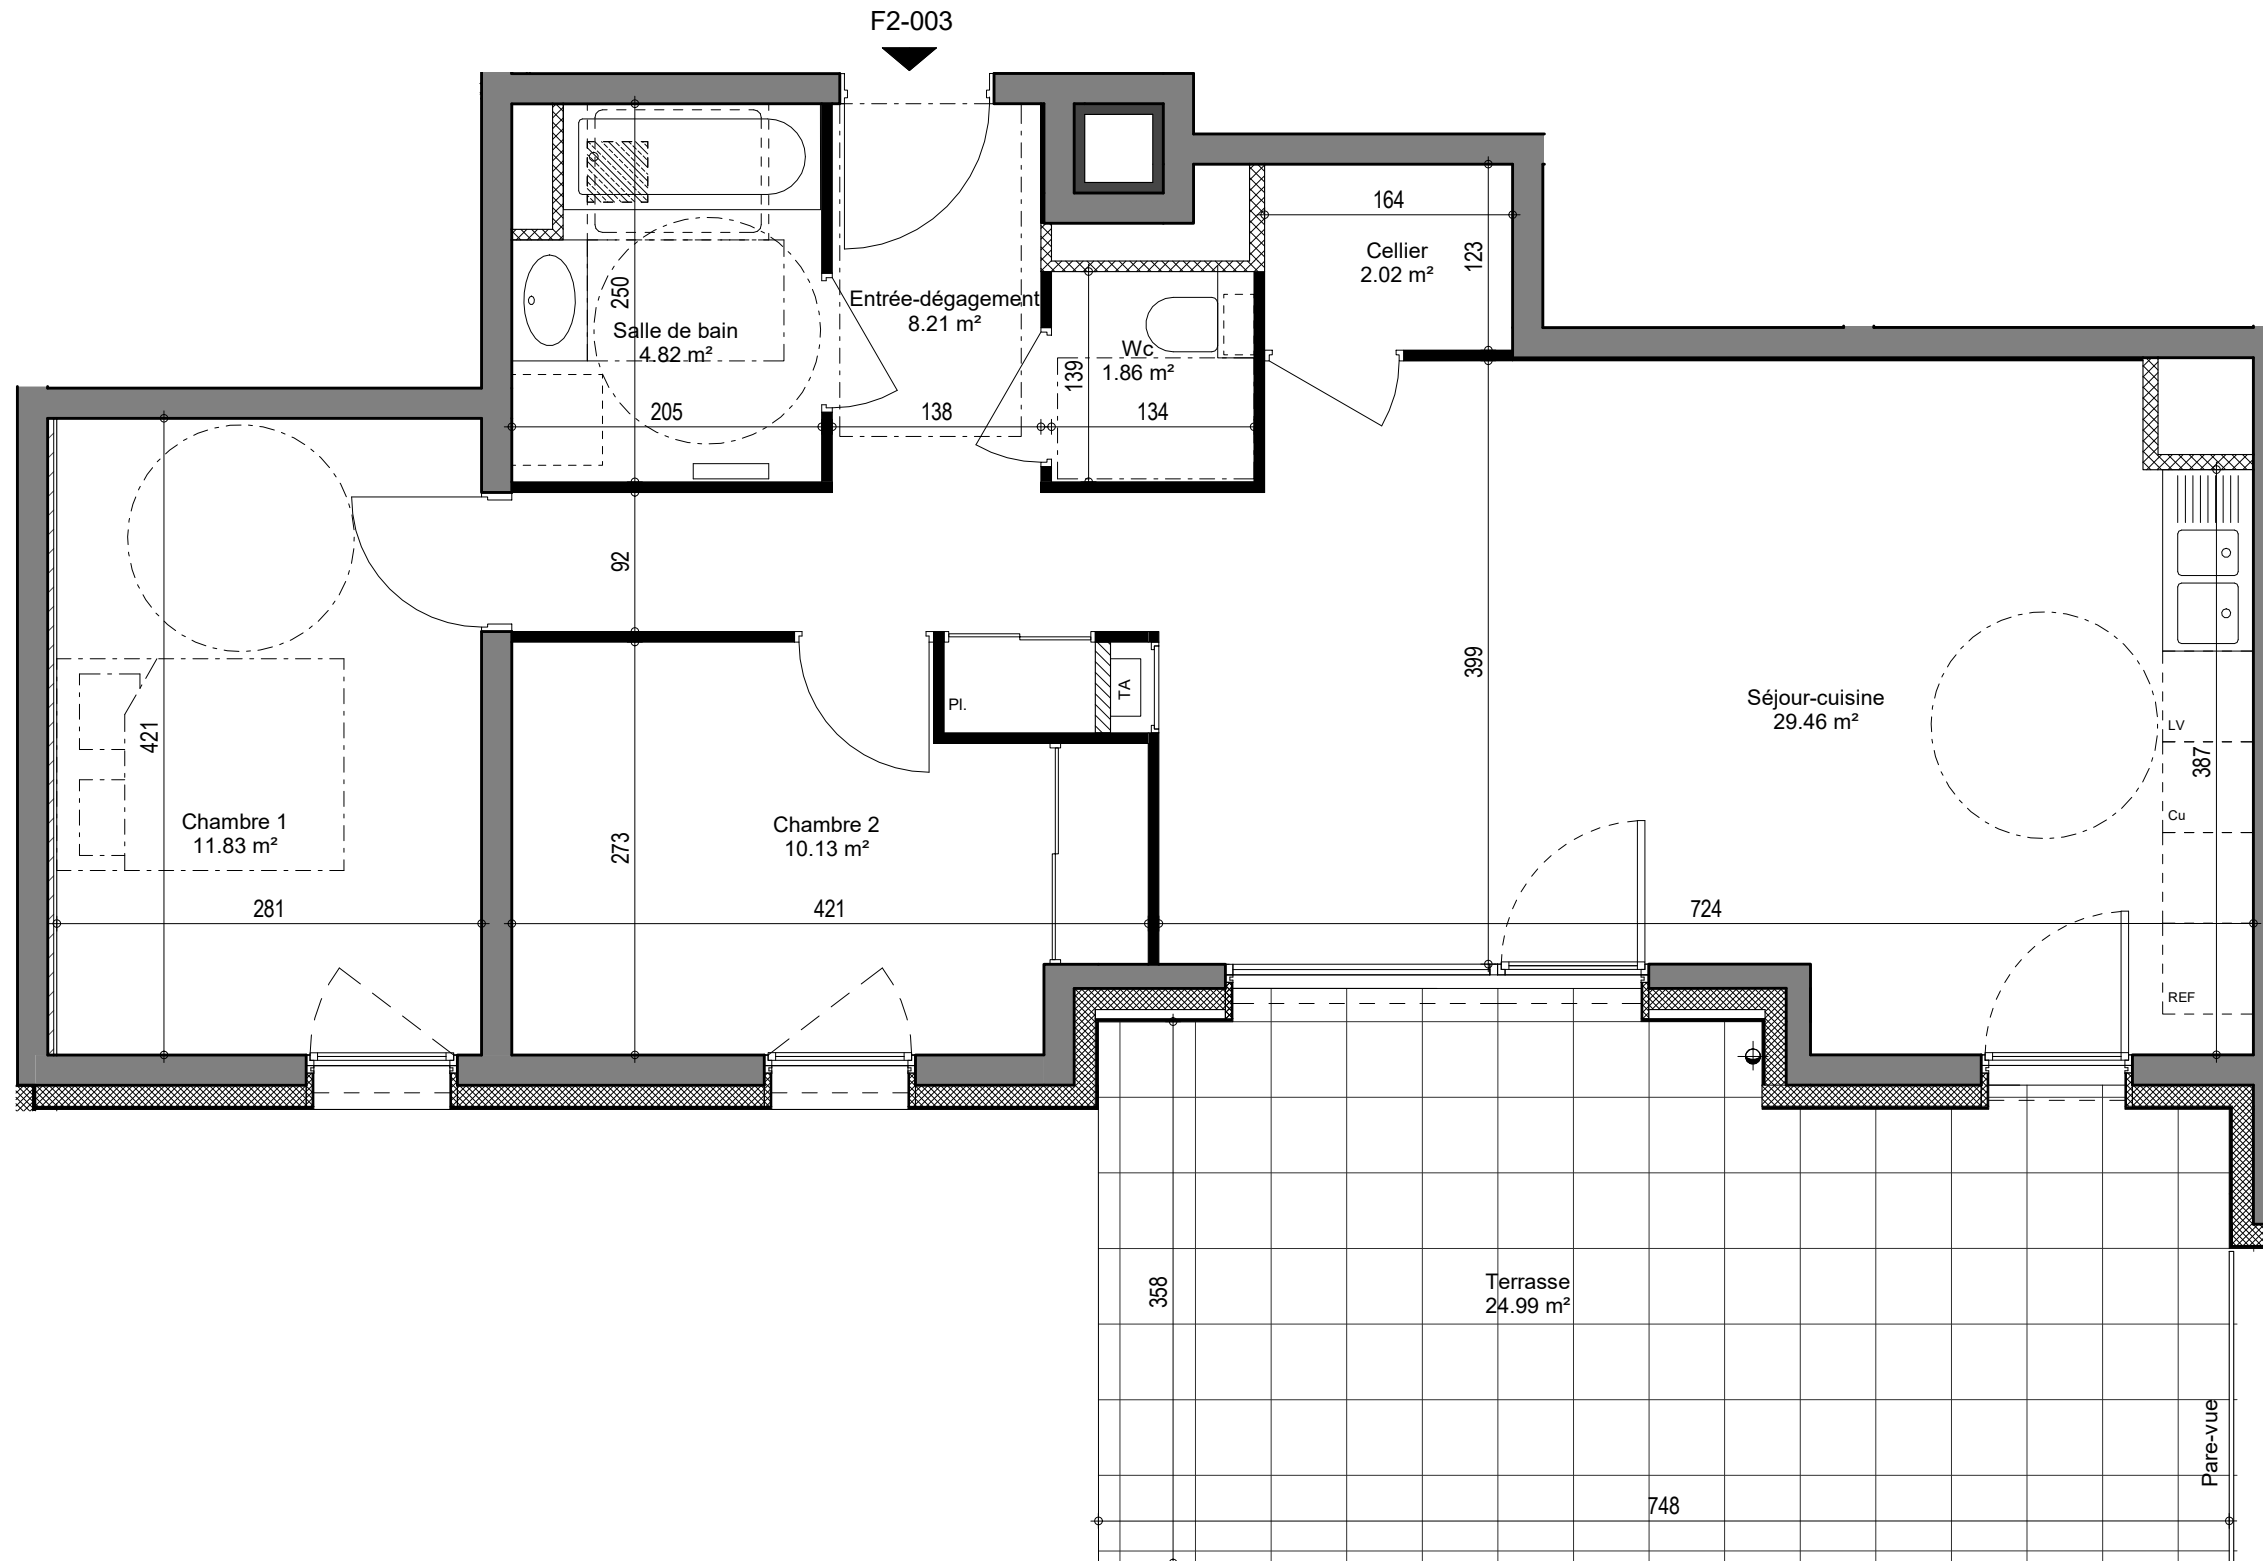 F2-003
164
Cellier
2.02 m²
123
250
Entrée-dégagement
8.21 m²
Salle de bain
4.82 m²
Wc
1.86 m²
139
205
138
134
92
399
Pl.
TA
Séjour-cuisine
29.46 m²
LV
387
Cu
421
Chambre 1
11.83 m²
273
Chambre 2
10.13 m²
281
421
724
REF
358
Terrasse
24.99 m²
Pare-vue
748